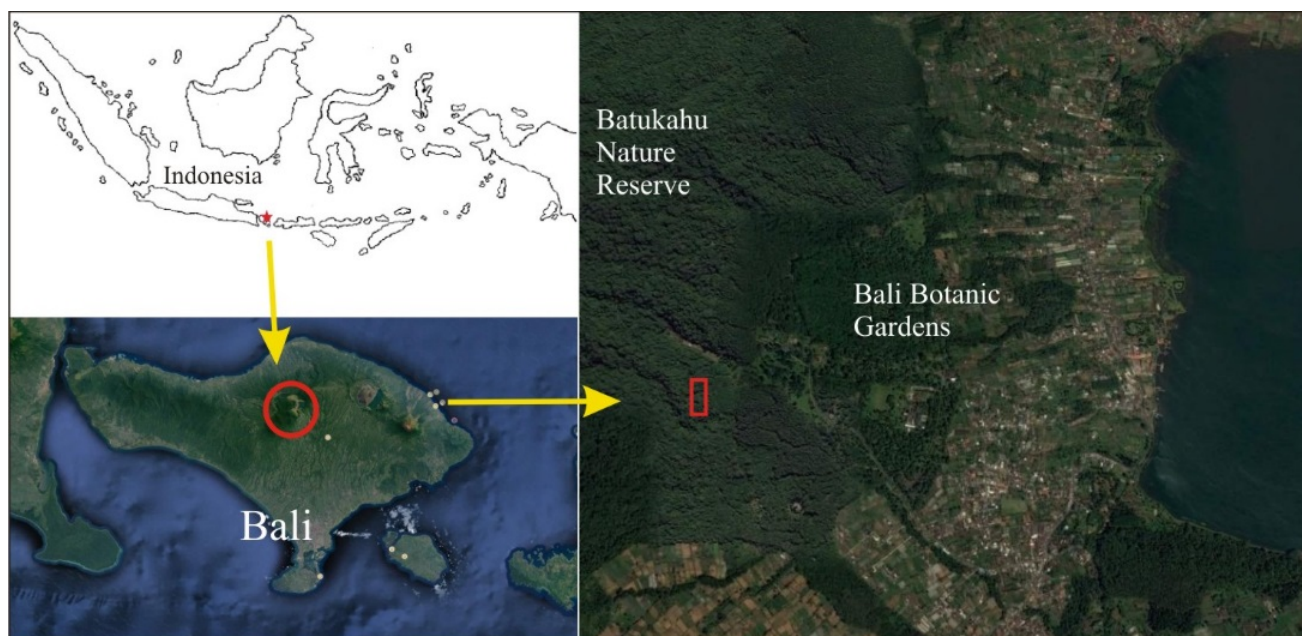 Indonesia
Bali
Batukahu
Nature
Reserve
Bali Botanic
Gardens